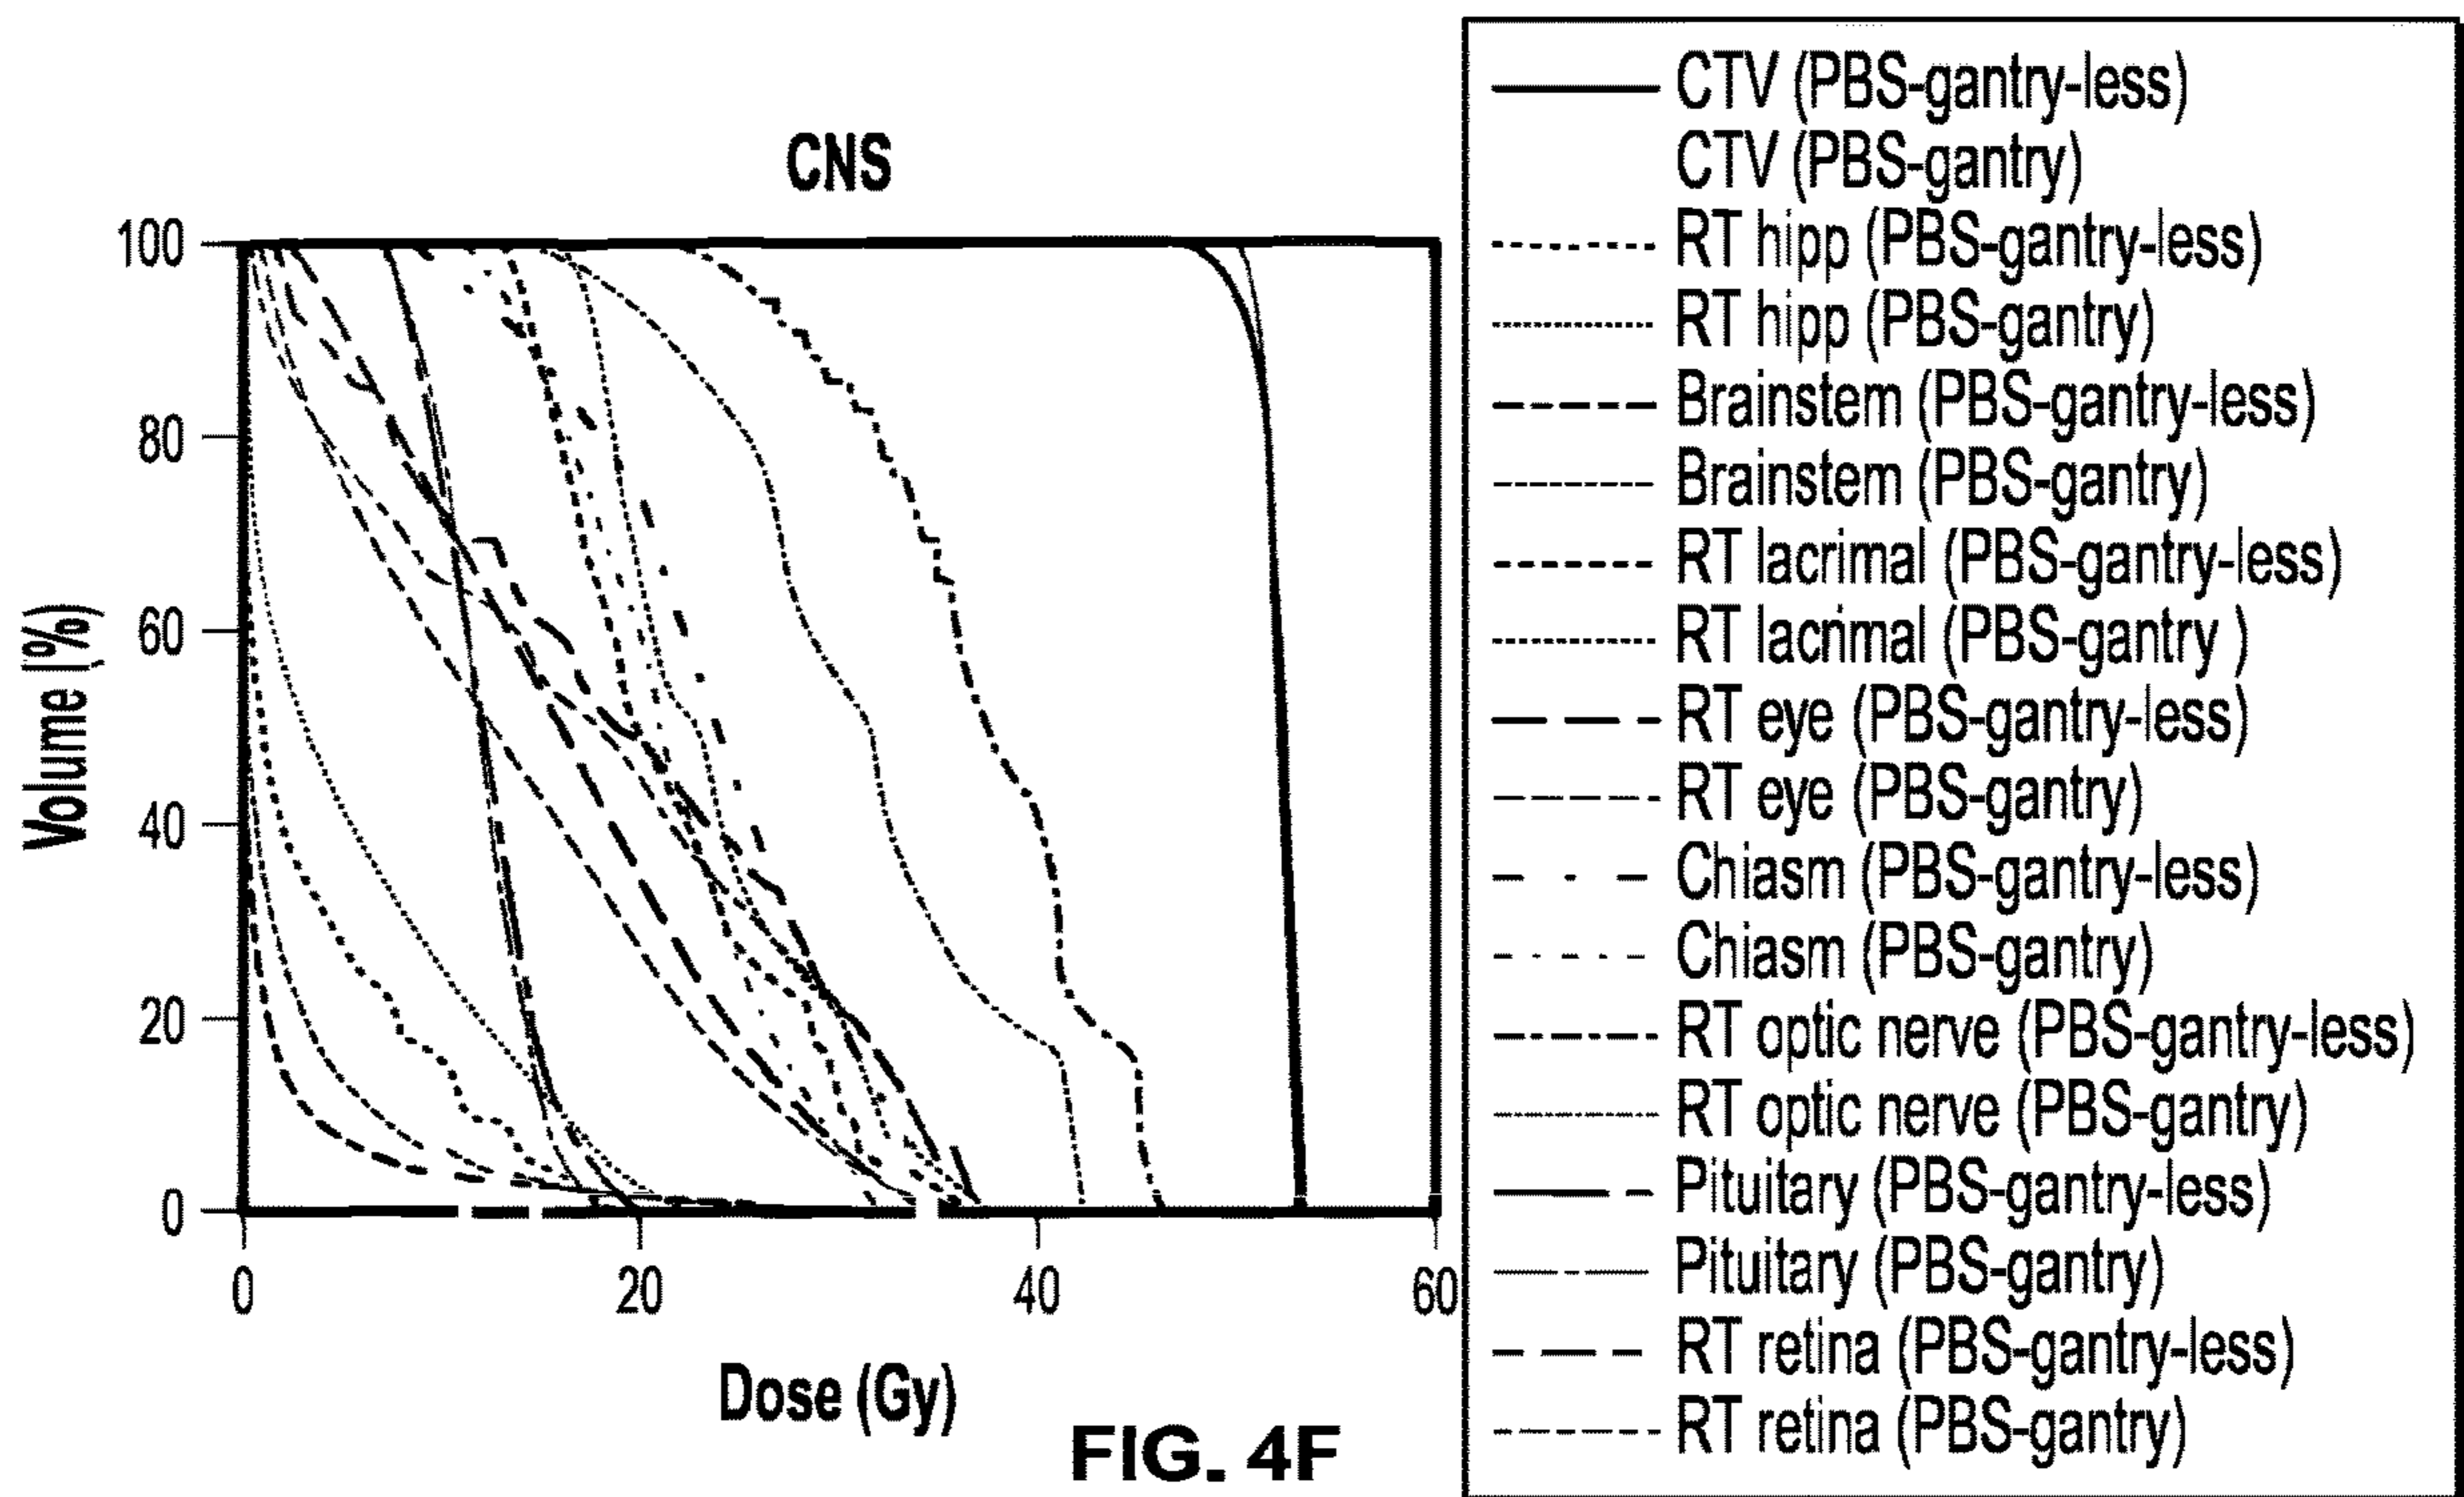 CNS
100
80
60
40
20
0
Volume (%)
0 20 40 60
Dose (Gy)
FIG. 4F
CTV (PBS-gantry-less)
CTV (PBS-gantry)
RT hipp (PBS-gantry-less)
RT hipp (PBS-gantry)
Brainstem (PBS-gantry-less)
Brainstem (PBS-gantry)
RT lacrimal (PBS-gantry-less)
RT lacrimal (PBS-gantry )
RT eye (PBS-gantry-less)
RT eye (PBS-gantry)
Chiasm (PBS-gantry-less)
Chiasm (PBS-gantry)
RT optic nerve (PBS-gantry-less)
RT optic nerve (PBS-gantry)
Pituitary (PBS-gantry-less)
Pituitary (PBS-gantry)
RT retina (PBS-gantry-less)
RT retina (PBS-gantry)